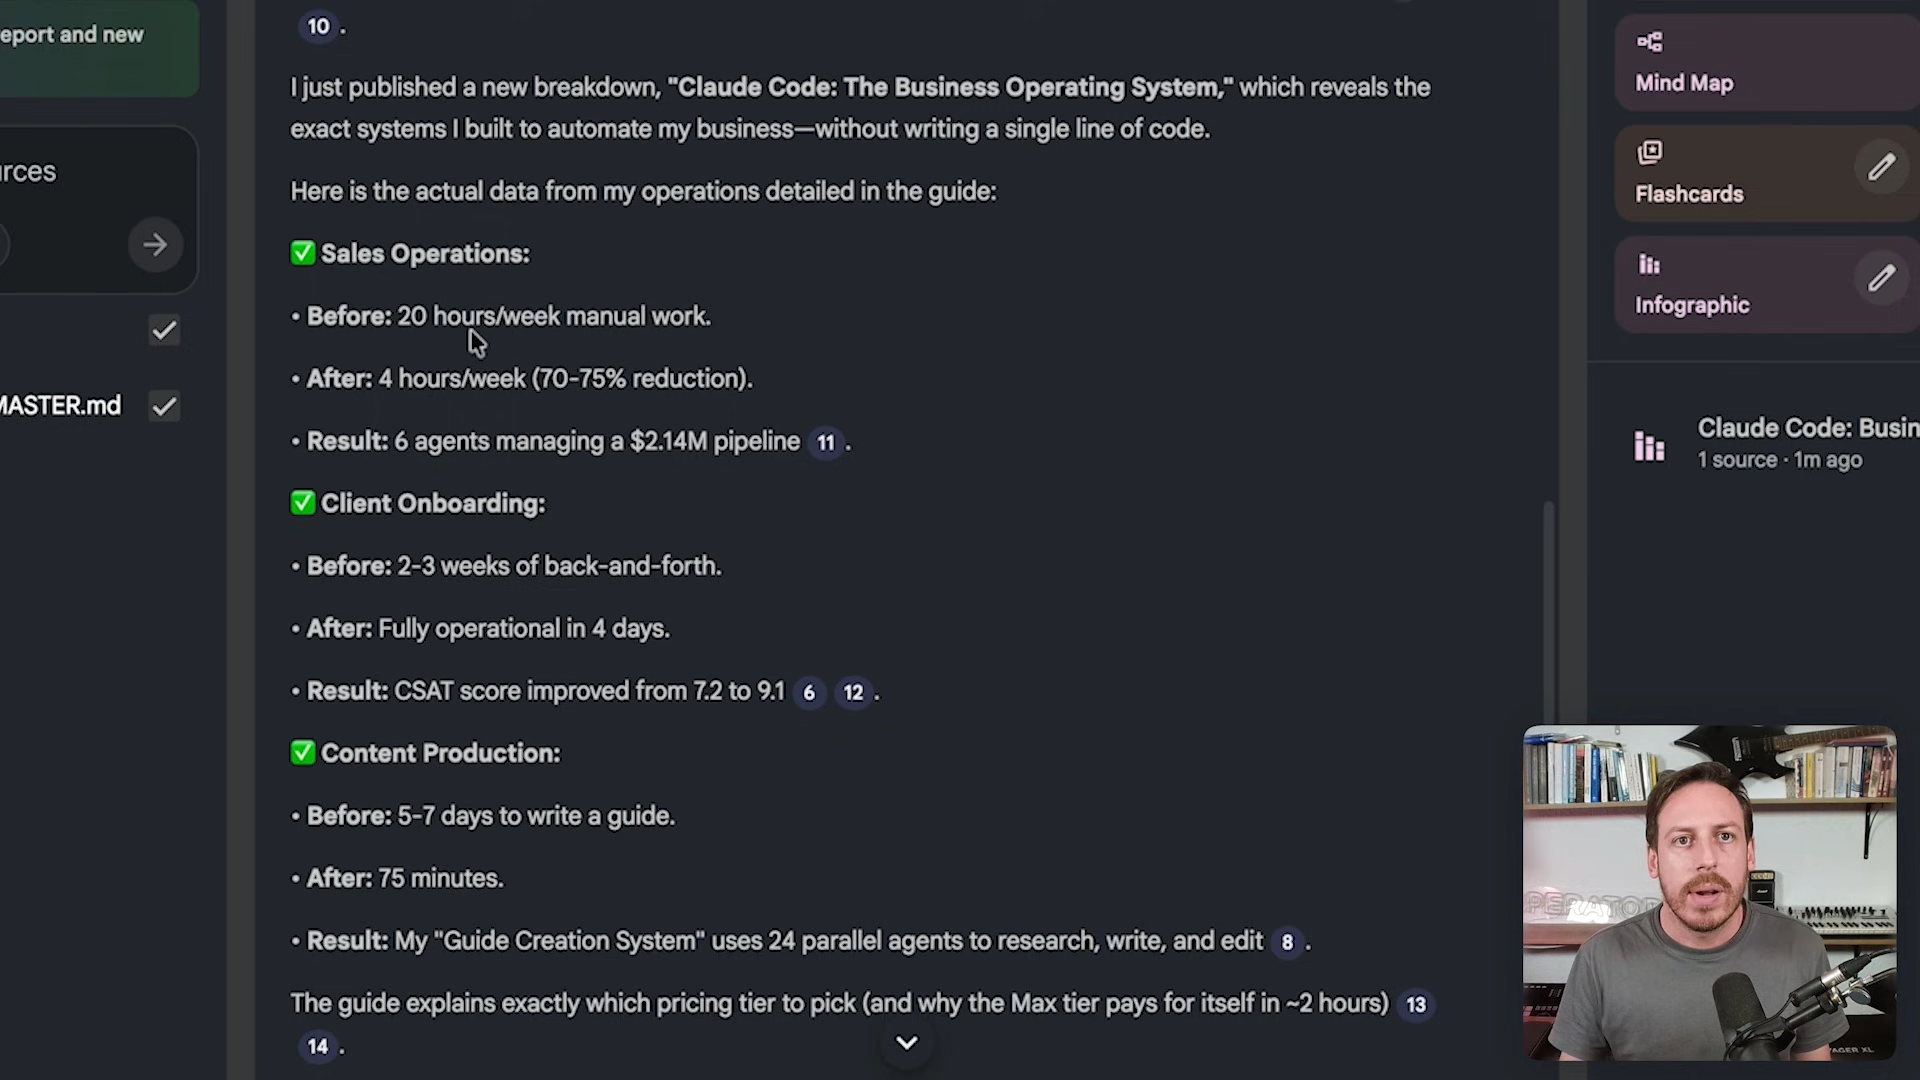 eport and new
rces
MASTER.md
10 .
I just published a new breakdown, "Claude Code: The Business Operating System," which reveals the
exact systems I built to automate my business—without writing a single line of code.
Here is the actual data from my operations detailed in the guide:
✅ Sales Operations:
• Before: 20 hours/week manual work.
• After: 4 hours/week (70-75% reduction).
• Result: 6 agents managing a $2.14M pipeline 11 .
✅ Client Onboarding:
• Before: 2-3 weeks of back-and-forth.
• After: Fully operational in 4 days.
• Result: CSAT score improved from 7.2 to 9.1 6 12 .
✅ Content Production:
• Before: 5-7 days to write a guide.
• After: 75 minutes.
• Result: My "Guide Creation System" uses 24 parallel agents to research, write, and edit 8 .
The guide explains exactly which pricing tier to pick (and why the Max tier pays for itself in ~2 hours) 13
14 .
Mind Map
Flashcards
Infographic
Claude Code: Busin
1 source · 1m ago
PERATO
AGER XL